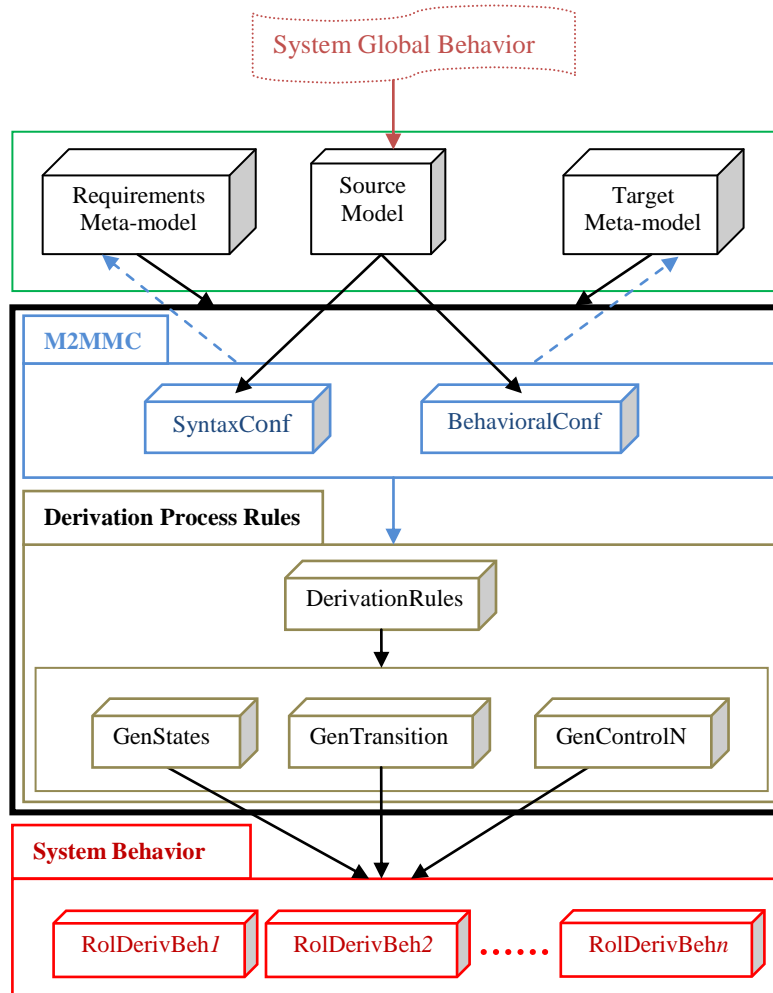 System Global Behavior
Requirements
Meta-model
Source
Model
Target
Meta-model
M2MMC
SyntaxConf
BehavioralConf
Derivation Process Rules
DerivationRules
GenStates
GenTransition
GenControlN
System Behavior
RolDerivBeh1
RolDerivBeh2
......
RolDerivBehn